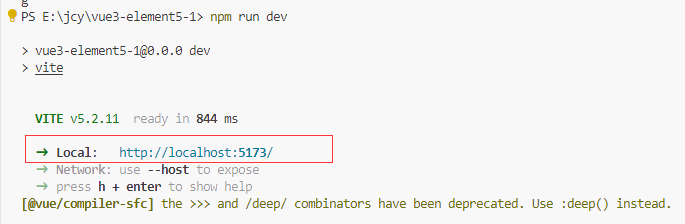 g
PS E:\jcy\vue3-element5-1> npm run dev
> vue3-element5-1@0.0.0 dev
> vite
VITE v5.2.11 ready in 844 ms
➜ Local: http://localhost:5173/
➜ Network: use --host to expose
➜ press h + enter to show help
[@vue/compiler-sfc] the >>> and /deep/ combinators have been deprecated. Use :deep() instead.